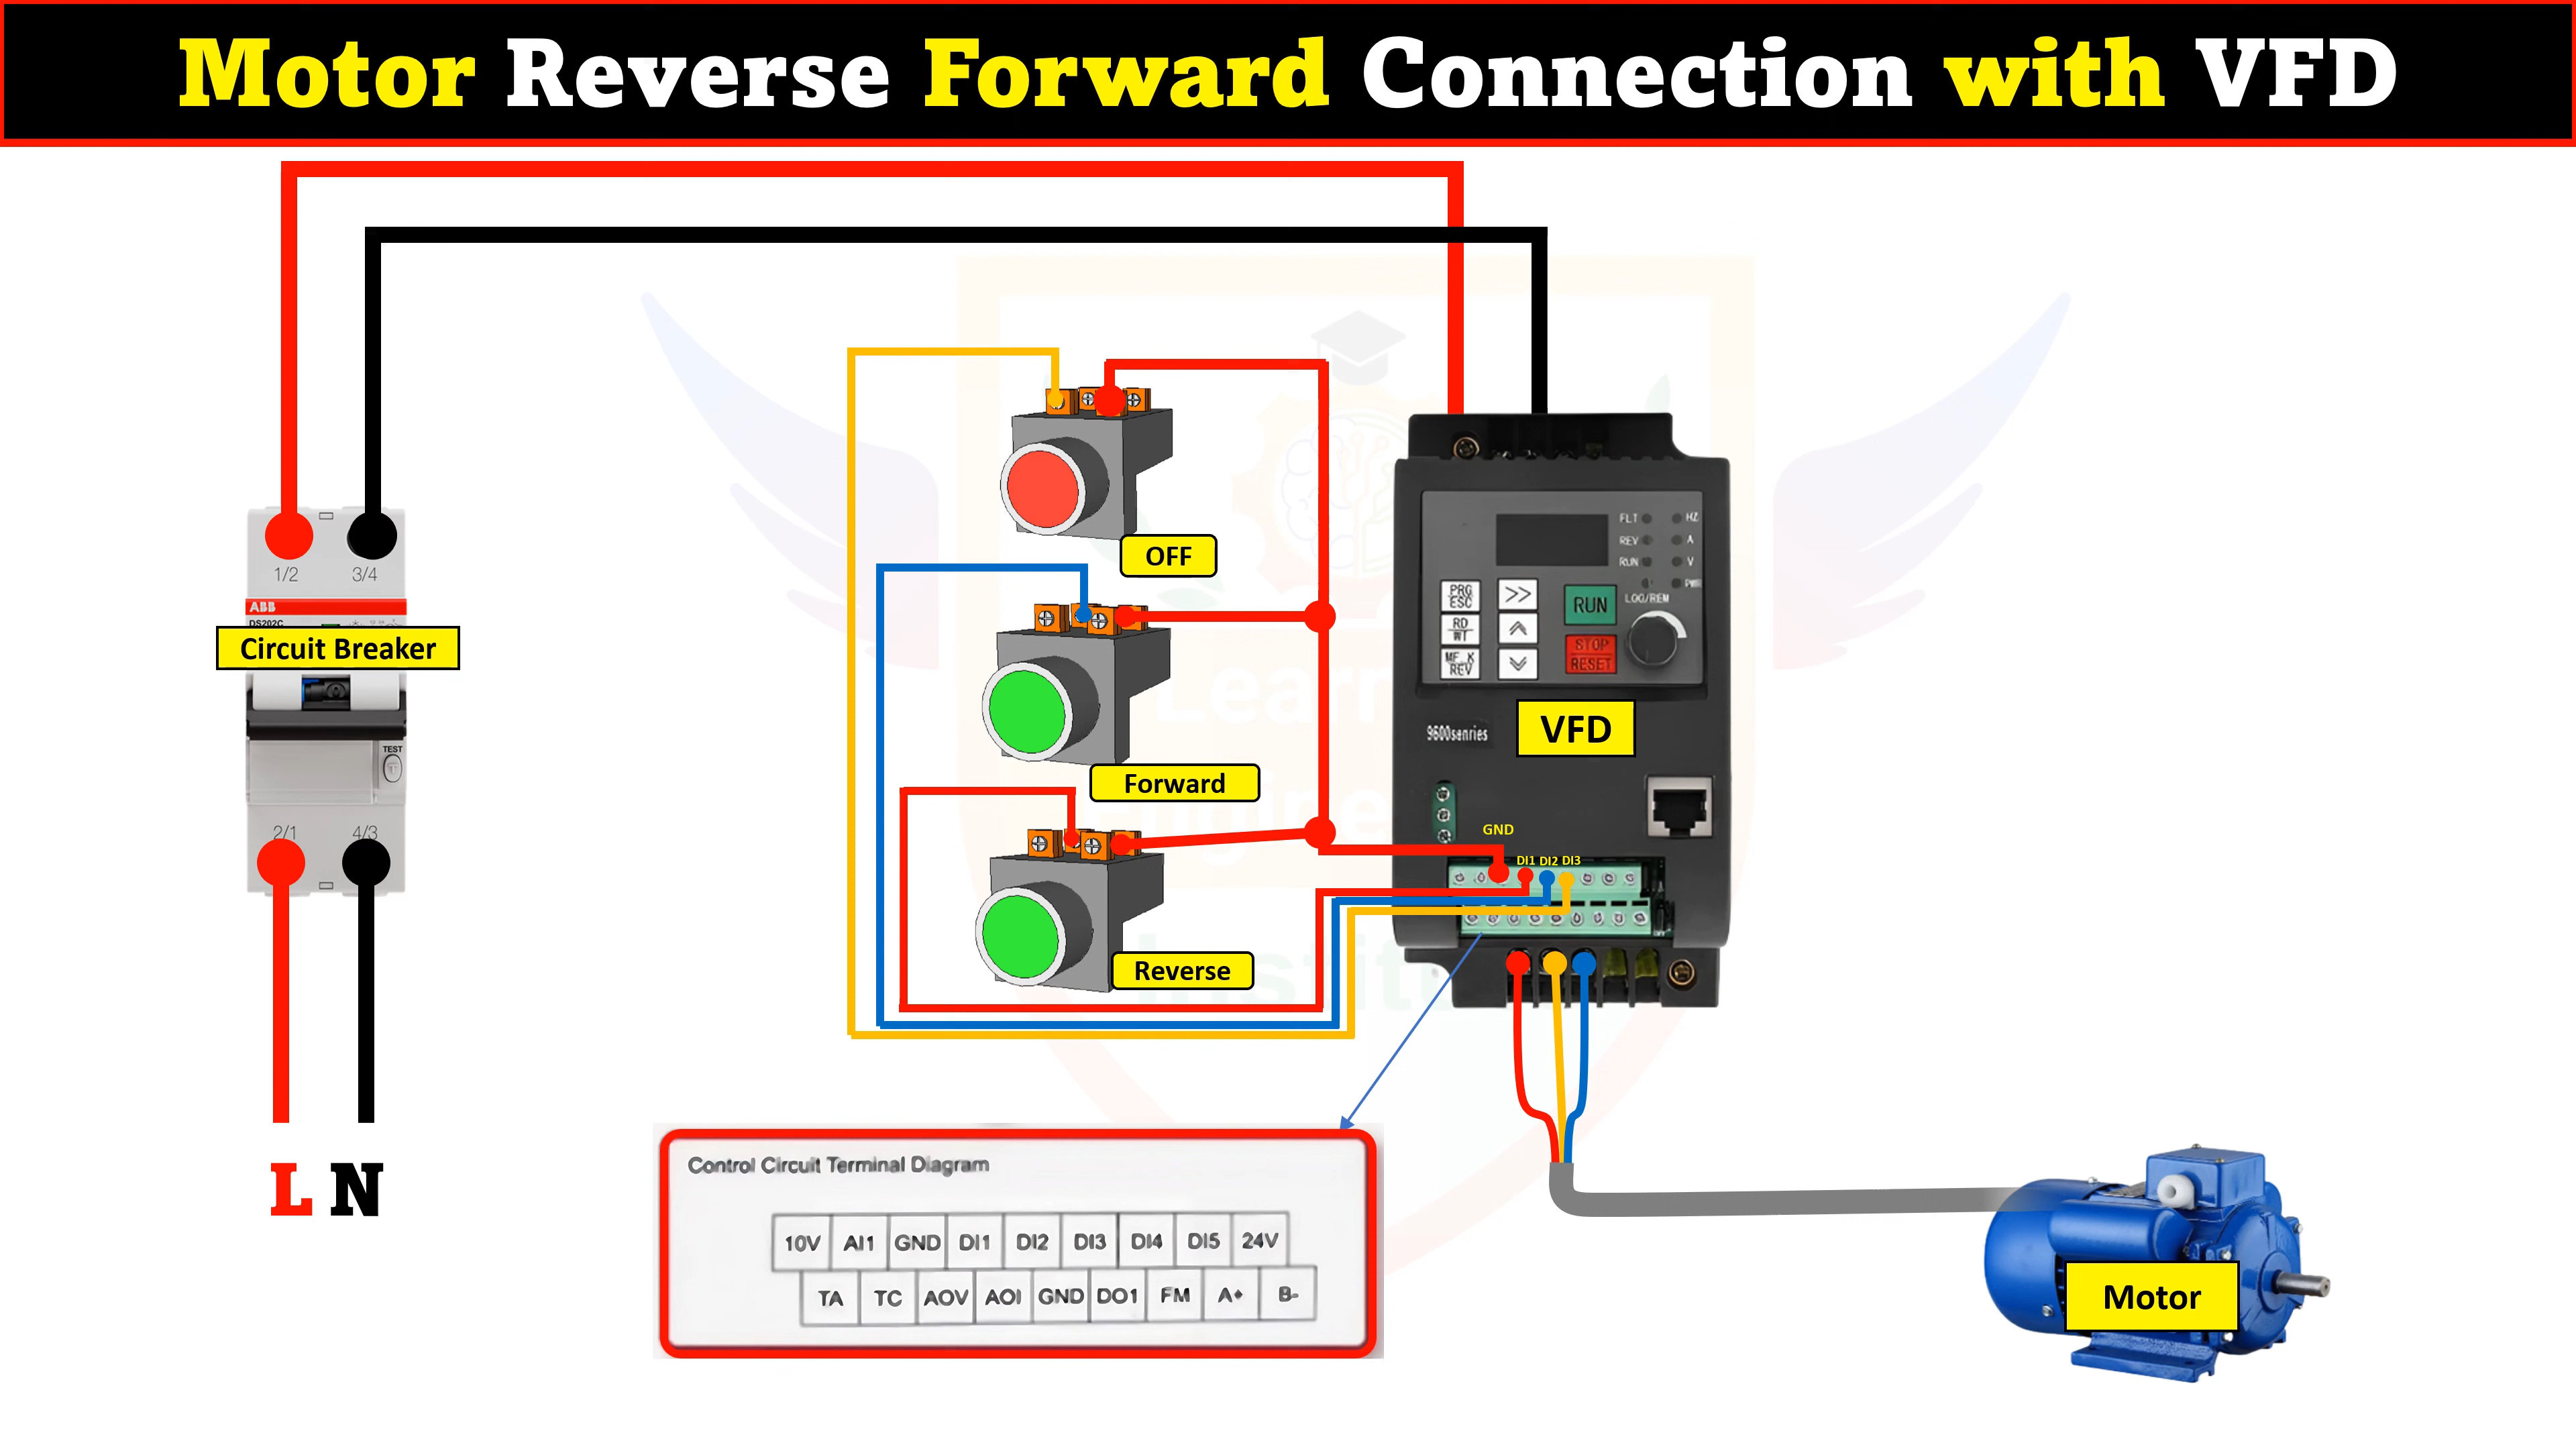 Motor Reverse Forward Connection with VFD
1/2 3/4
ABB
DS202C
Circuit Breaker
TEST
2/1 4/3
L N
OFF
Forward
Reverse
FLT HZ
REV A
RUN V
PRG
ESC
>>
RUN
LOC/REM
RD
WT
STOP
RESET
MF_K
REV
VFD
9600senries
GND
DI1 DI2 DI3
Control Circuit Terminal Diagram
10V AI1 GND DI1 DI2 DI3 DI4 DI5 24V
TA TC AOV AOI GND DO1 FM A+ B-
Motor